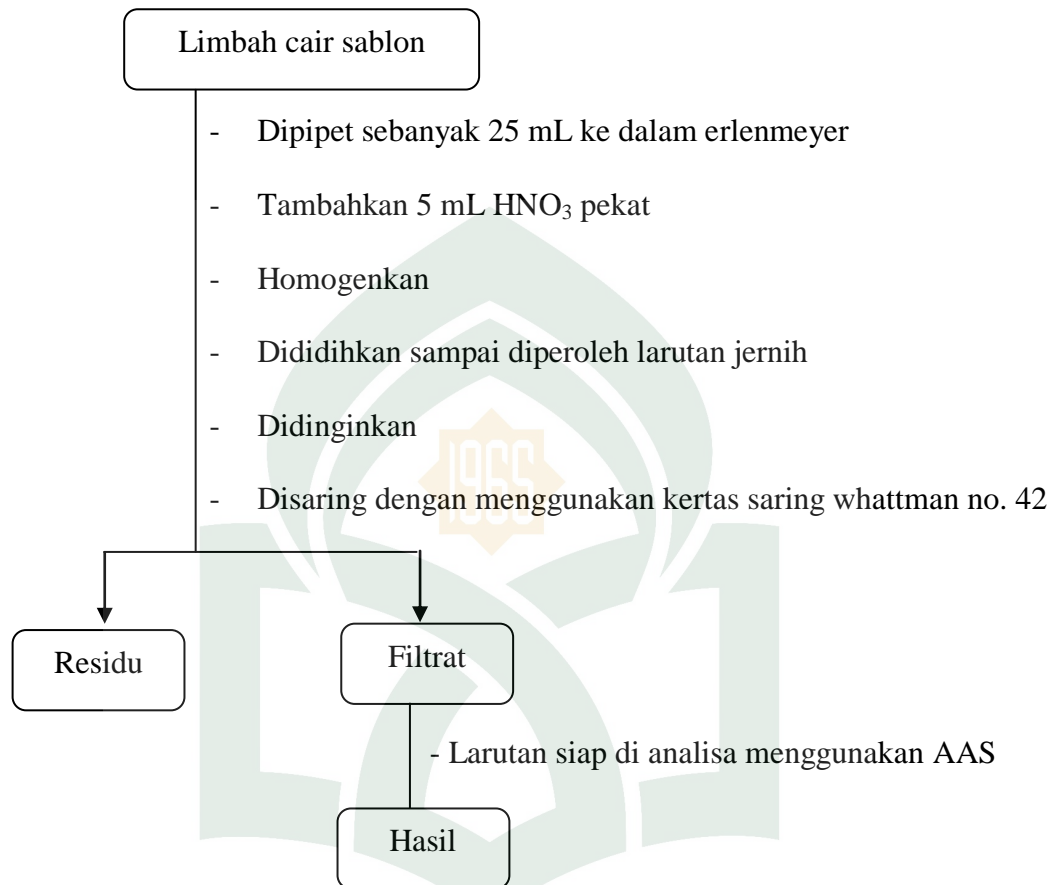 Limbah cair sablon
- Dipipet sebanyak 25 mL ke dalam erlenmeyer
- Tambahkan 5 mL HNO₃ pekat
- Homogenkan
- Dididihkan sampai diperoleh larutan jernih
- Didinginkan
- Disaring dengan menggunakan kertas saring whattman no. 42
1965
Residu
Filtrat
- Larutan siap di analisa menggunakan AAS
Hasil